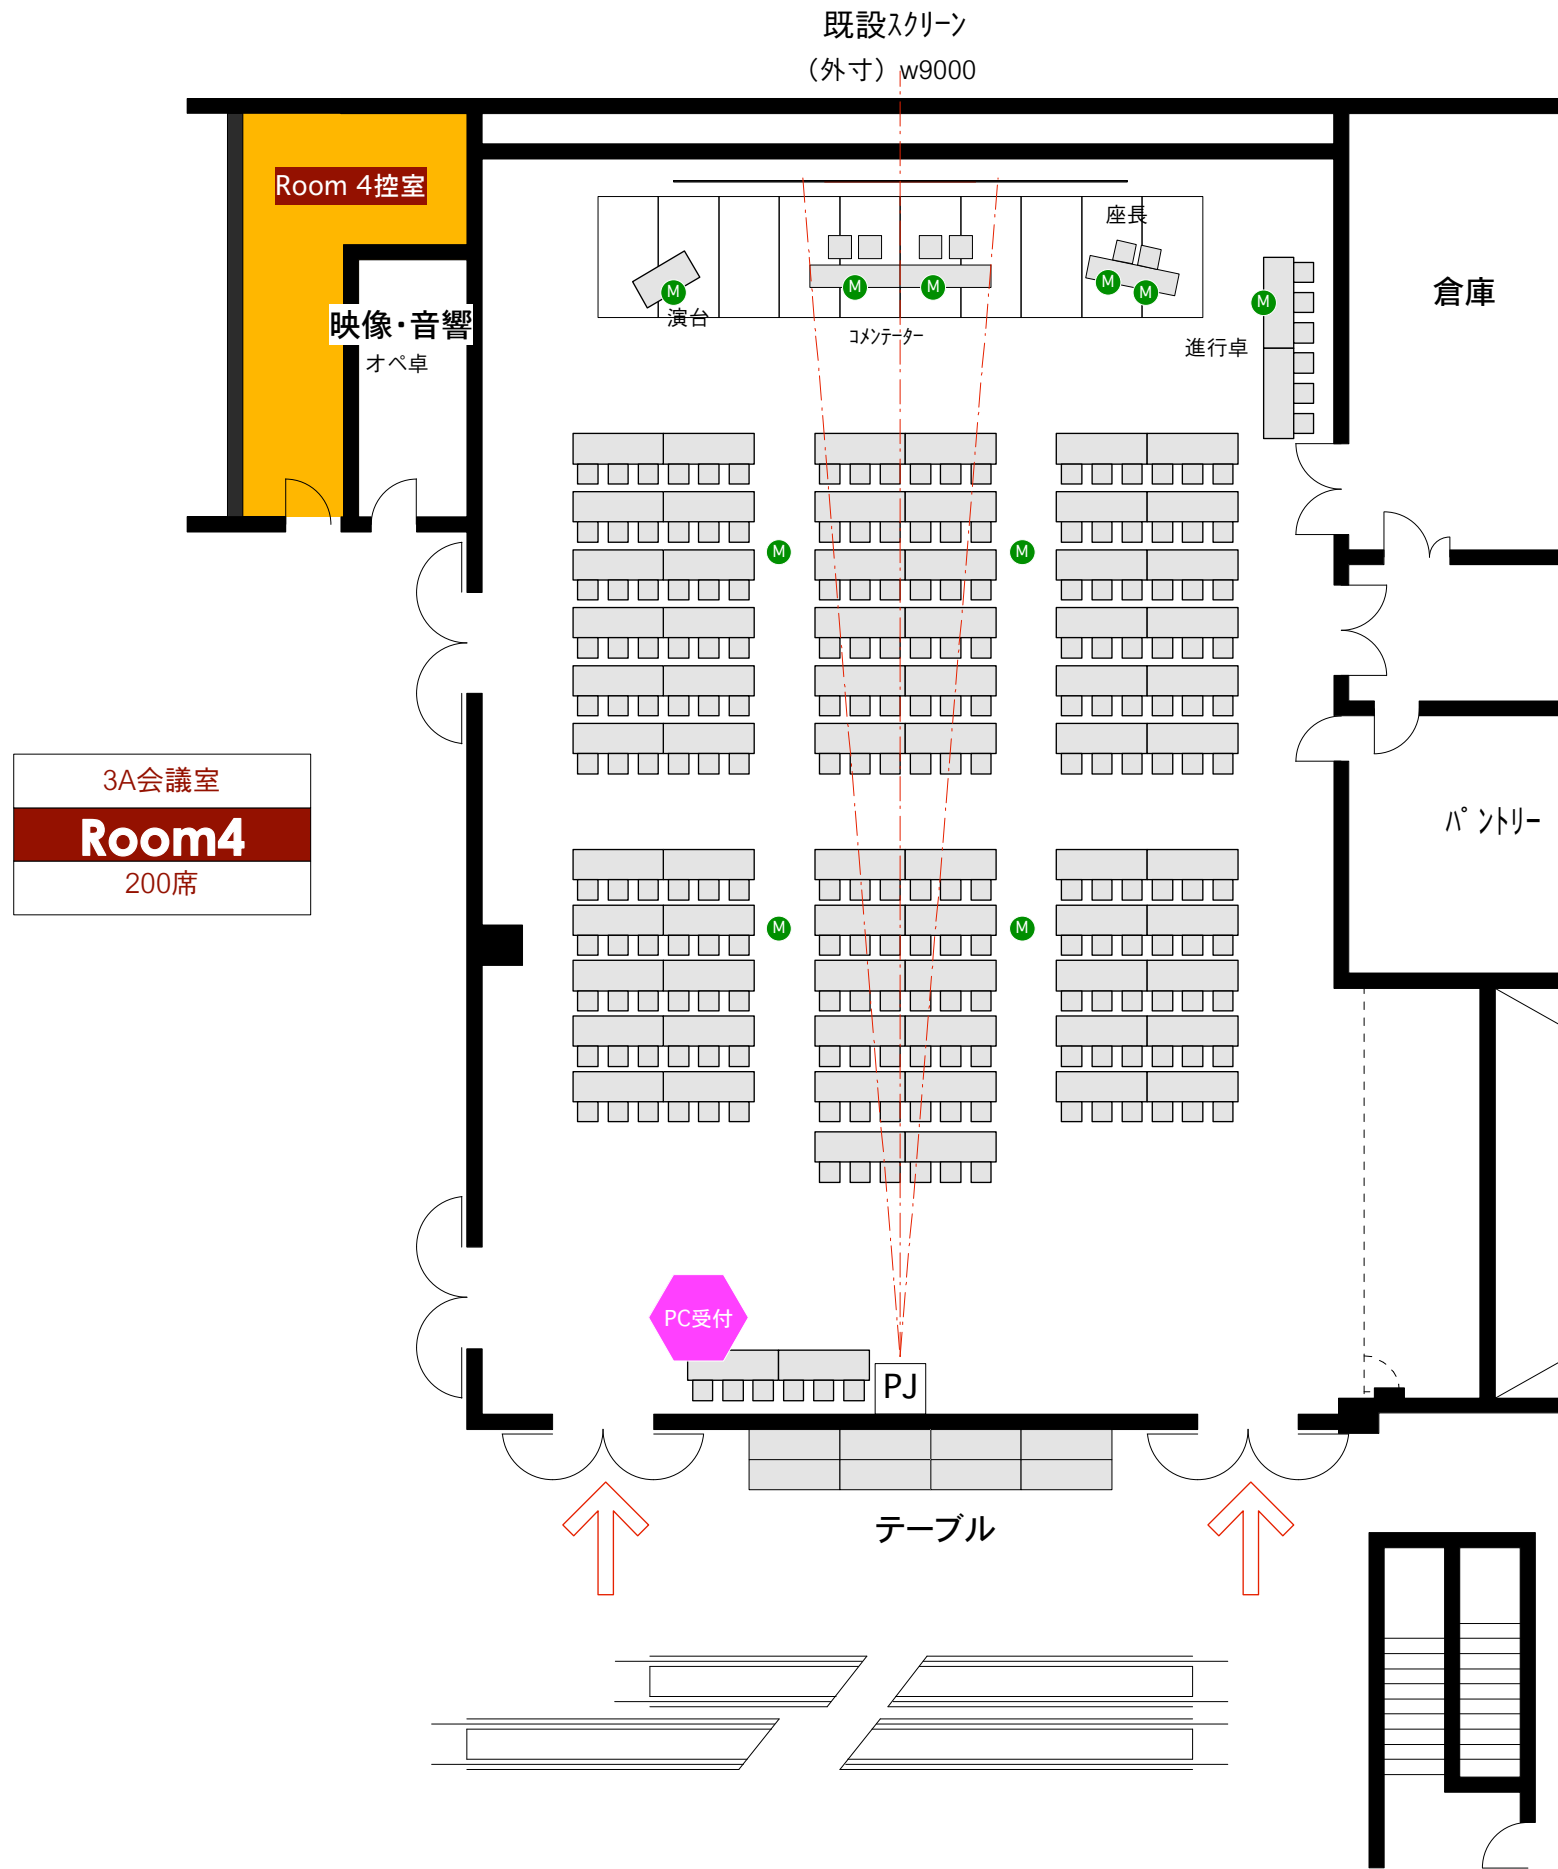 既設ｽｸﾘｰﾝ
（外寸）w9000
Room 4控室
座長
M
M
M
M
M
M
演台
ｺﾒﾝﾃｰﾀｰ
進行卓
倉庫
映像・音響
オペ卓
M
M
3A会議室
Room4
200席
ﾊﾟﾝﾄﾘｰ
M
M
PC受付
PJ
テーブル